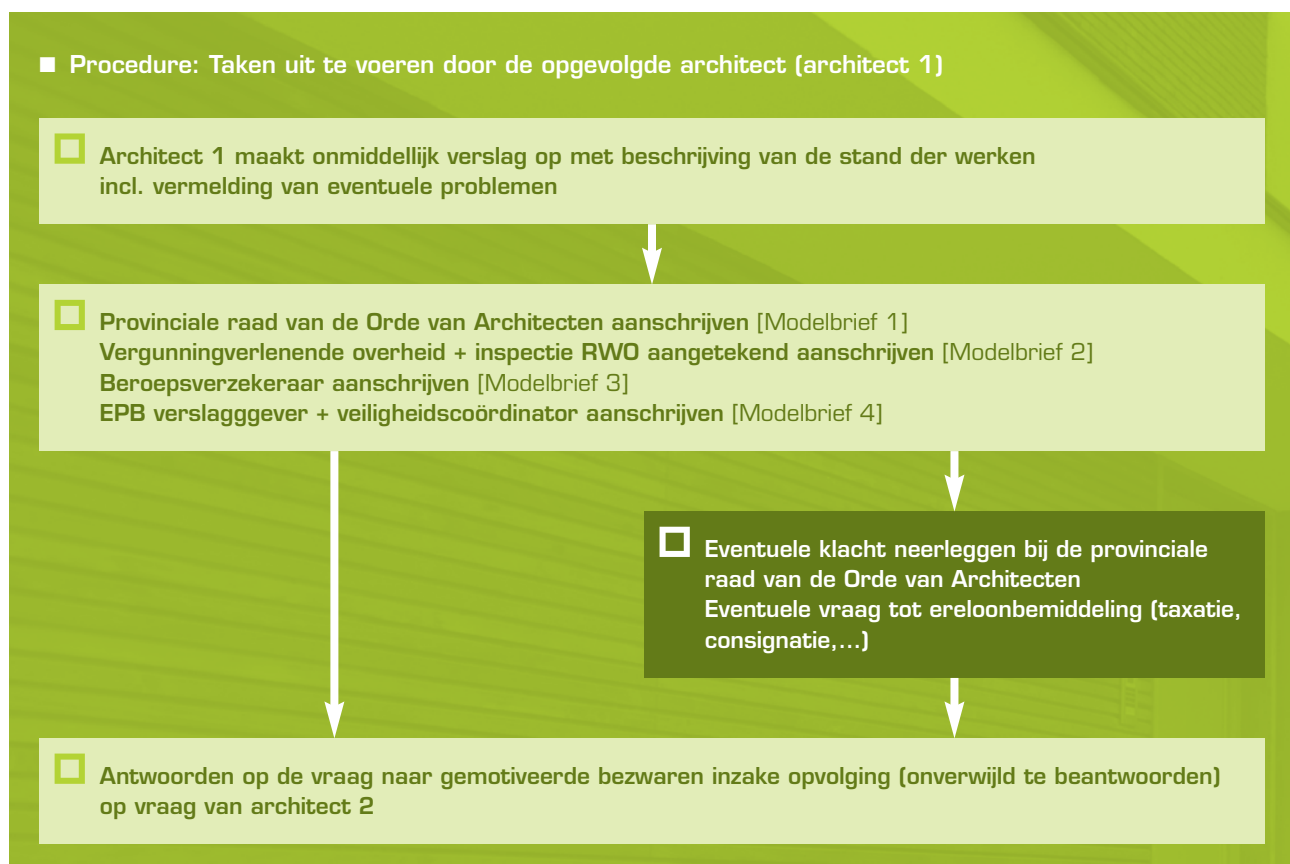 Procedure: Taken uit te voeren door de opgevolgde architect (architect 1)
Architect 1 maakt onmiddellijk verslag op met beschrijving van de stand der werken
incl. vermelding van eventuele problemen
Provinciale raad van de Orde van Architecten aanschrijven [Modelbrief 1]
Vergunningverlenende overheid + inspectie RWO aangetekend aanschrijven [Modelbrief 2]
Beroepsverzekeraar aanschrijven [Modelbrief 3]
EPB verslagggever + veiligheidscoördinator aanschrijven [Modelbrief 4]
Eventuele klacht neerleggen bij de provinciale
raad van de Orde van Architecten
Eventuele vraag tot ereloonbemiddeling (taxatie,
consignatie,...)
Antwoorden op de vraag naar gemotiveerde bezwaren inzake opvolging (onverwijld te beantwoorden)
op vraag van architect 2